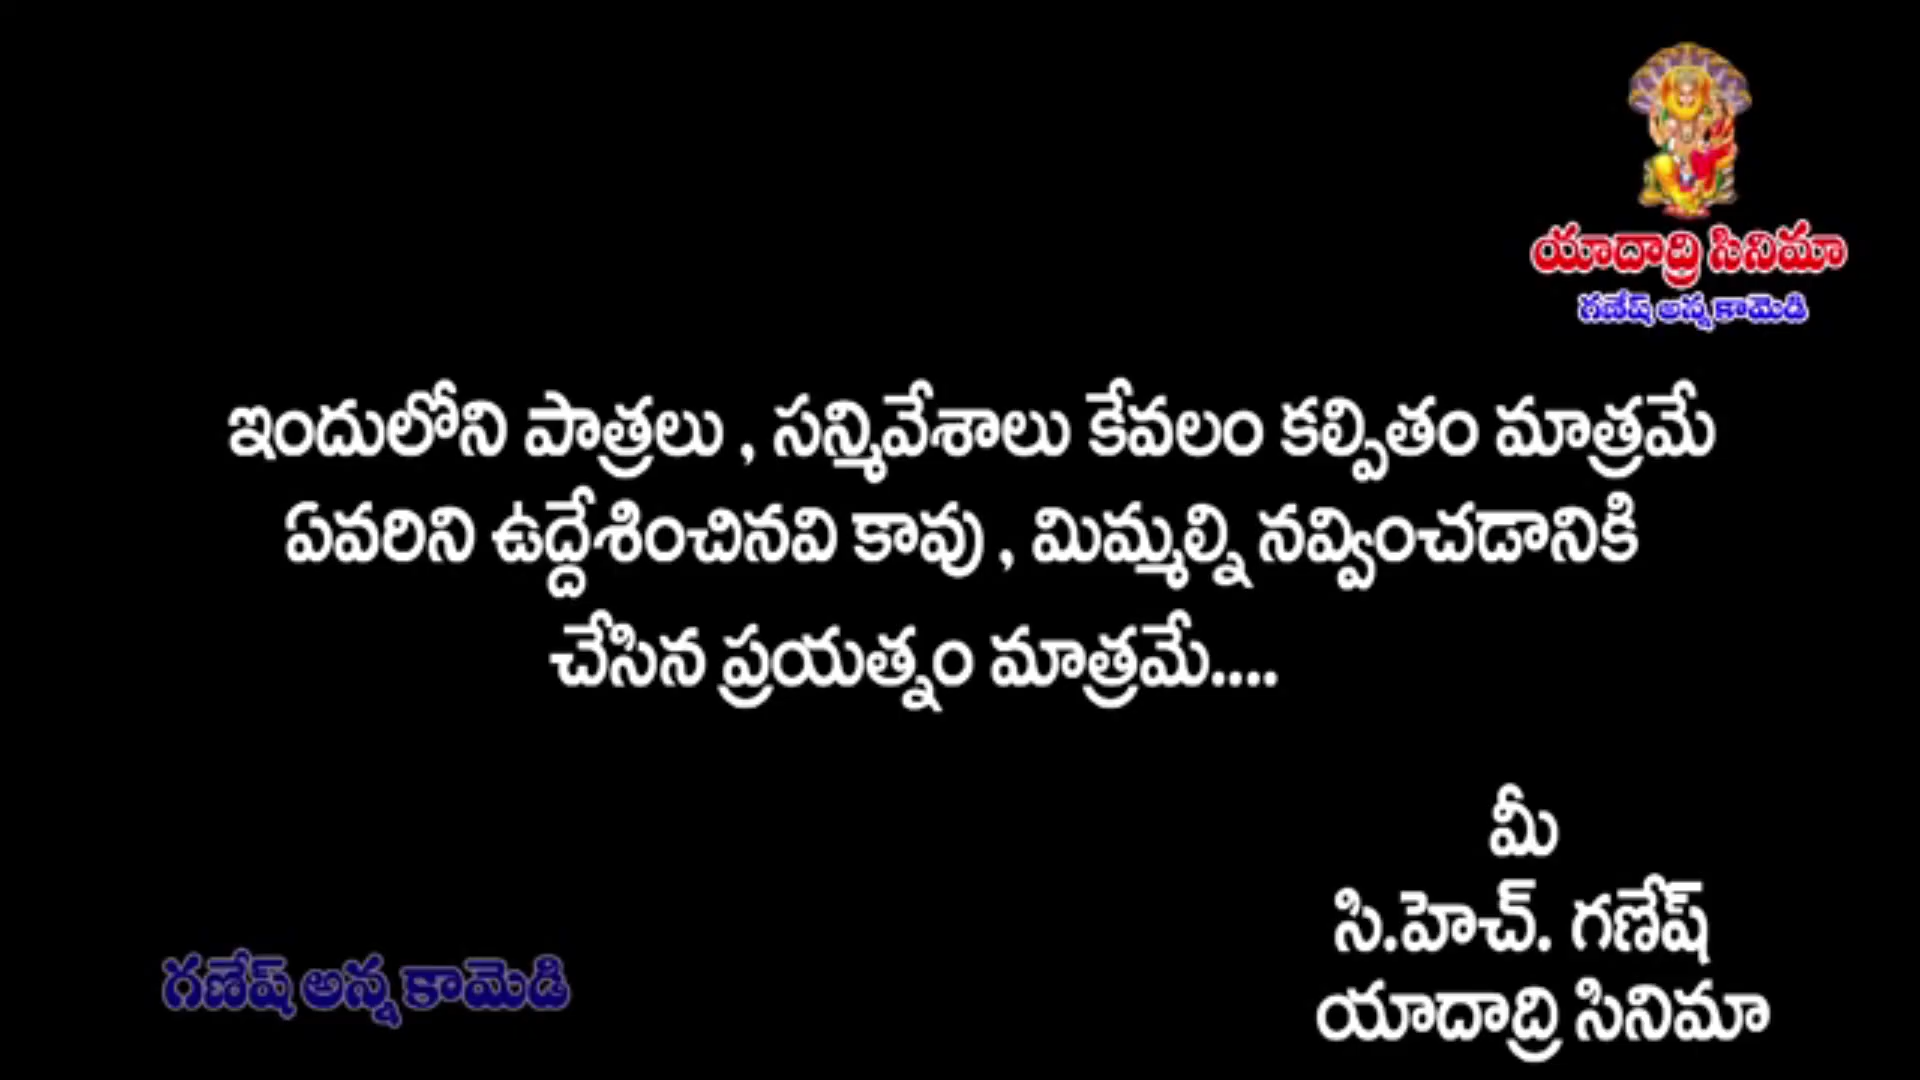 యాదాద్రి సినిమా
గణేష్ అన్న కామెడి
ఇందులోని పాత్రలు , సన్మివేశాలు కేవలం కల్పితం మాత్రమే
ఏవరిని ఉద్దేశించినవి కావు , మిమ్మల్ని నవ్వించడానికి
చేసిన ప్రయత్నం మాత్రమే....
మీ
సి.హెచ్. గణేష్
యాదాద్రి సినిమా
గణేష్ అన్న కామెడి